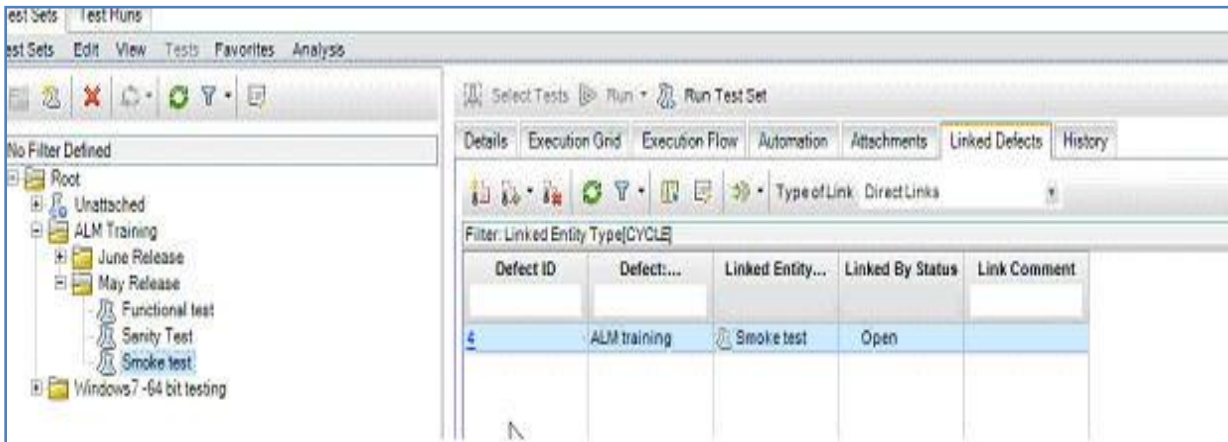 est Sets Test Runs
est Sets Edit View Tests Favorites Analysis
Select Tests Run Run Test Set
No Filter Defined
Details Execution Grid Execution Flow Automation Attachments Linked Defects History
Root
Unattached
ALM Training
June Release
May Release
Functional test
Sanity Test
Smoke test
Windows7 -64 bit testing
Type of Link: Direct Links
Filter: Linked Entity Type[CYCLE]
Defect ID Defect:... Linked Entity... Linked By Status Link Comment
4 ALM training Smoke test Open